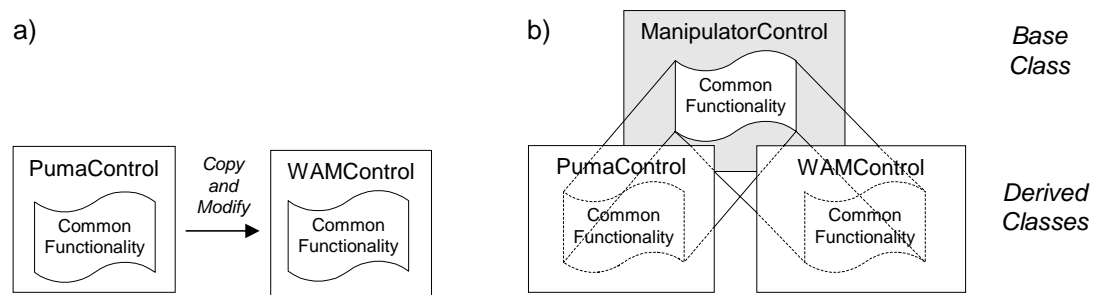 a)
PumaControl
Common
Functionality
Copy
and
Modify
WAMControl
Common
Functionality
b)
ManipulatorControl
Common
Functionality
Base
Class
PumaControl
Common
Functionality
WAMControl
Common
Functionality
Derived
Classes